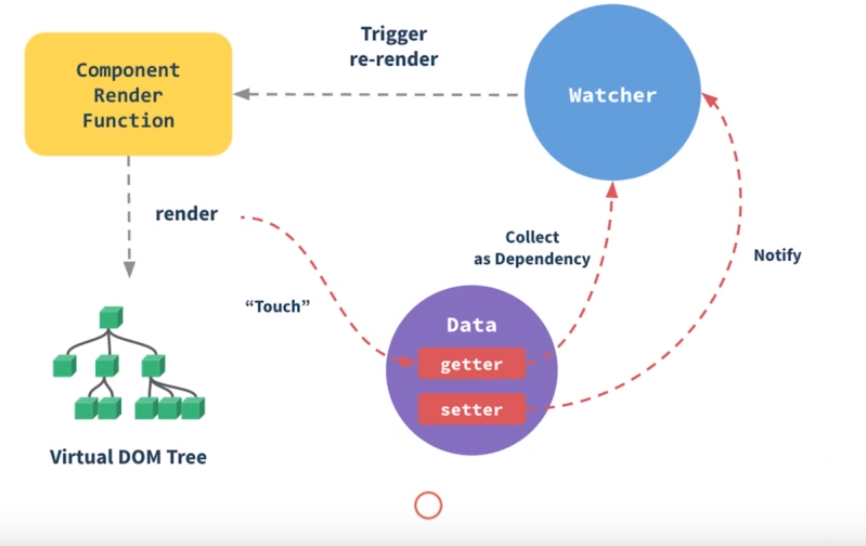 Trigger
re-render
Component
Render
Function
Watcher
render
Collect
as Dependency
Notify
“Touch”
Data
getter
setter
Virtual DOM Tree